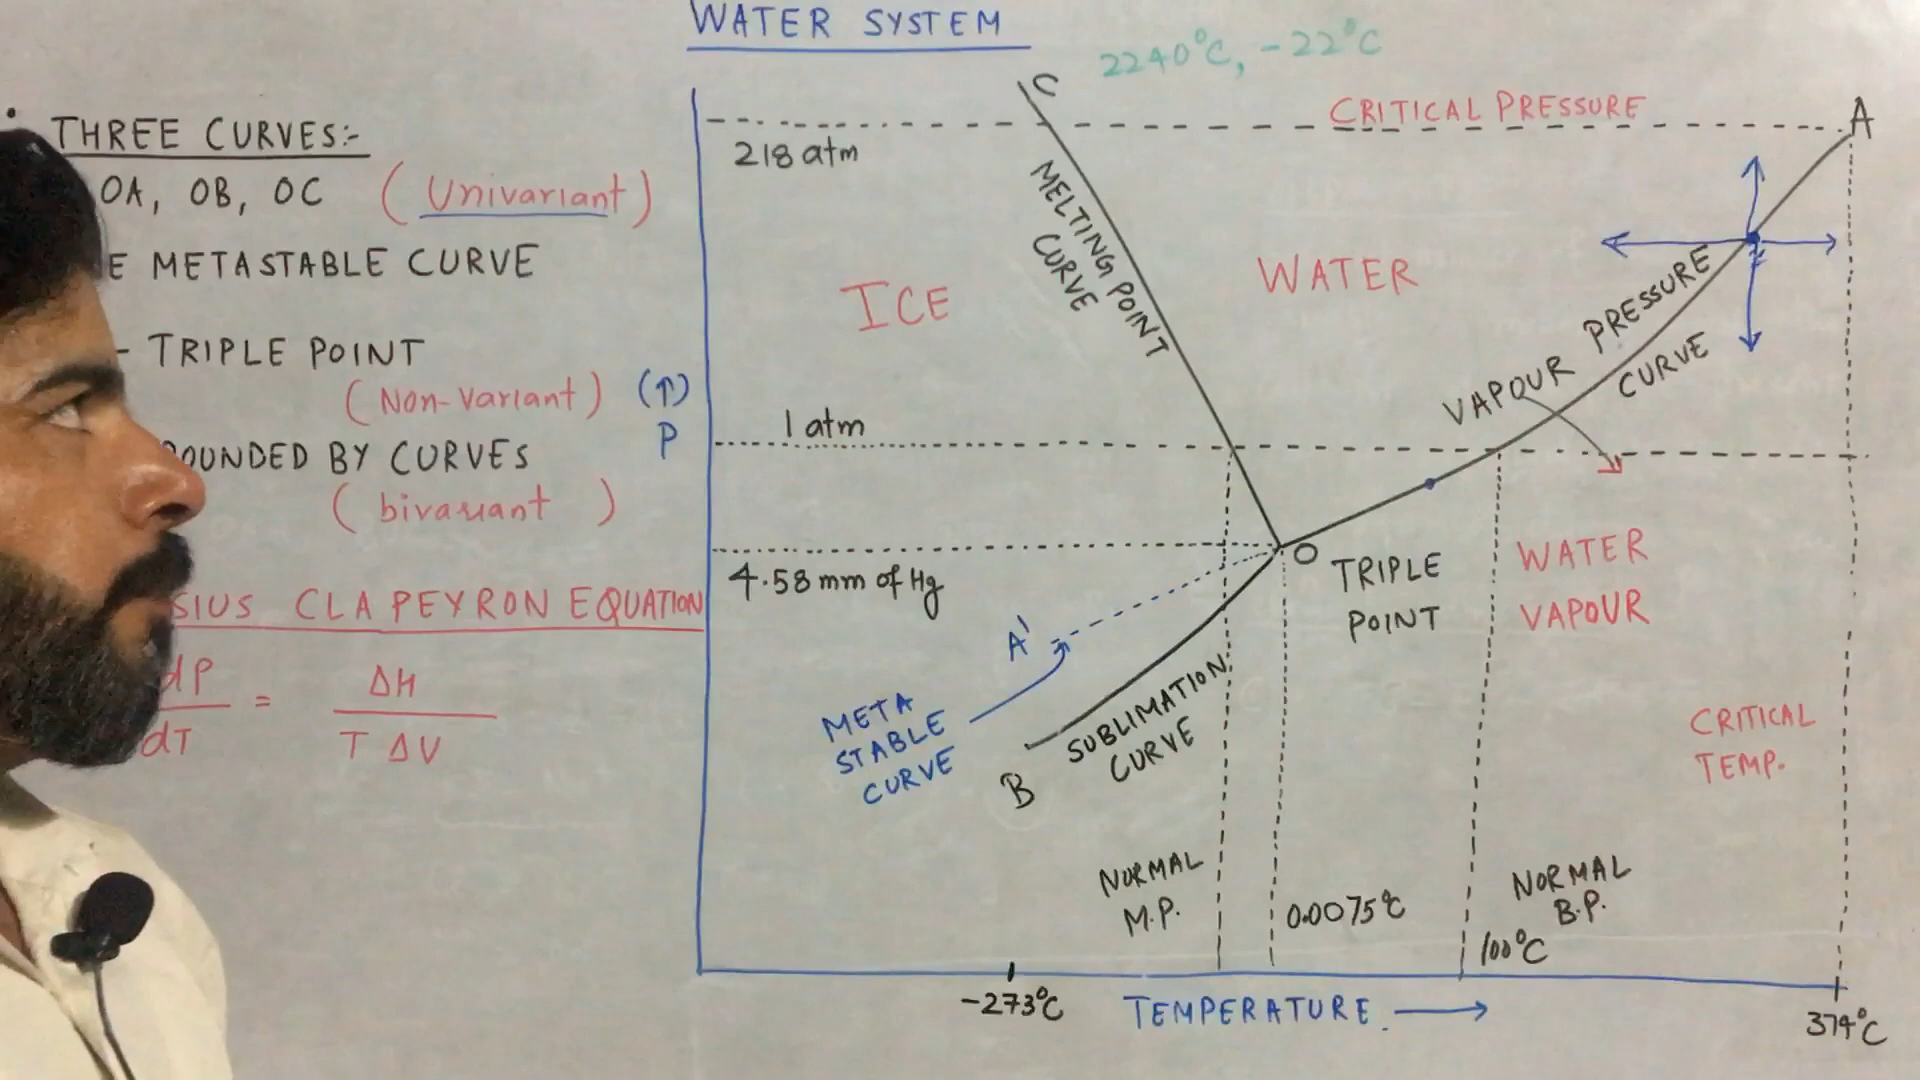 WATER SYSTEM
2240°C, -22°C
THREE CURVES:-
OA, OB, OC (Univariant)
E METASTABLE CURVE
- TRIPLE POINT
(Non-Variant)
BOUNDED BY CURVES
(bivariant)
SIUS CLAPEYRON EQUATION
dP/dT = ΔH/TΔV
(↑)
P
C
CRITICAL PRESSURE
A
218 atm
MELTING POINT
CURVE
ICE
WATER
VAPOUR PRESSURE
CURVE
1 atm
4.58 mm of Hg
O
TRIPLE
POINT
WATER
VAPOUR
A'
META
STABLE
CURVE
B
SUBLIMATION
CURVE
CRITICAL
TEMP.
NORMAL
M.P.
0.0075°C
NORMAL
B.P.
100°C
-273°C
TEMPERATURE
374°C